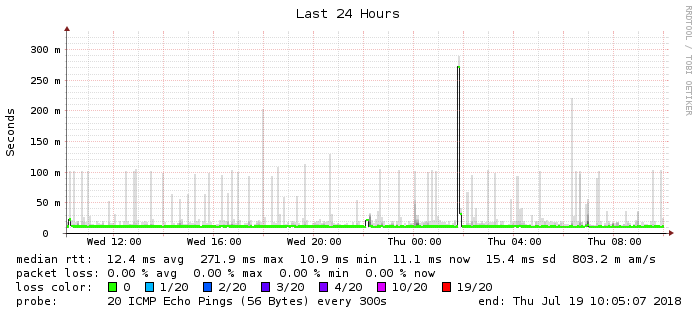 Last 24 Hours
RRDTOOL / TOBI OETIKER
Seconds
300 m
250 m
200 m
150 m
100 m
50 m
0
Wed 12:00 Wed 16:00 Wed 20:00 Thu 00:00 Thu 04:00 Thu 08:00
median rtt: 12.4 ms avg 271.9 ms max 10.9 ms min 11.1 ms now 15.4 ms sd 803.2 m am/s
packet loss: 0.00 % avg 0.00 % max 0.00 % min 0.00 % now
loss color: 0 1/20 2/20 3/20 4/20 10/20 19/20
probe: 20 ICMP Echo Pings (56 Bytes) every 300s end: Thu Jul 19 10:05:07 2018